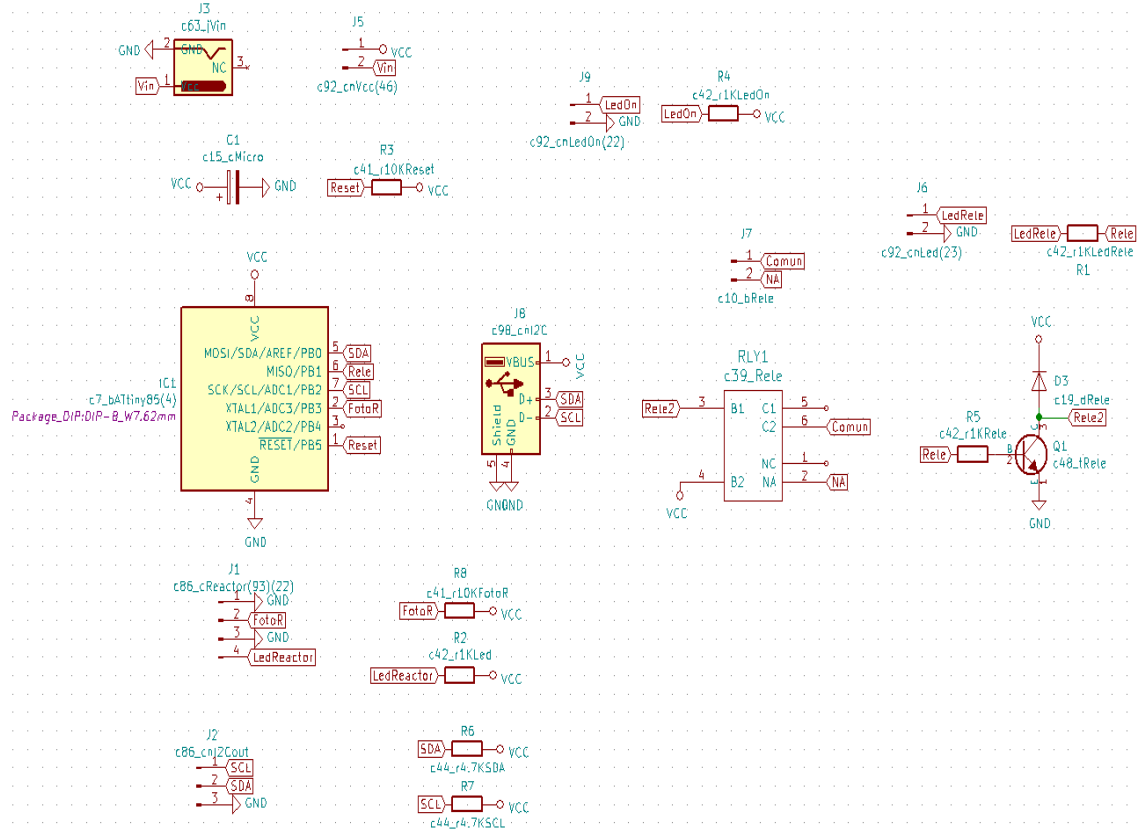 J3
c63_jVin
GND 2 GND
NC 3
Vin 1 Vcc
J5
1 VCC
2 Vin
c92_cnVcc(46)
J9
1 LedOn
2 GND
c92_cnLedOn(22)
R4
c42_r1KLedOn
LedOn VCC
C1
c15_cMicro
VCC + GND
R3
c41_r10KReset
Reset VCC
J6
1 LedRele
2 GND
c92_cnLed(23)
LedRele Rele
c42_r1KLedRele
R1
J7
1 Comun
2 NA
c10_bRele
VCC
8
VCC
MOSI/SDA/AREF/PB0 5 SDA
MISO/PB1 6 Rele
SCK/SCL/ADC1/PB2 7 SCL
XTAL1/ADC3/PB3 2 FotoR
XTAL2/ADC2/PB4 3
RESET/PB5 1 Reset
IC1
c7_bATtiny85(4)
Package_DIP:DIP-8_W7.62mm
GND
4
GND
J8
c98_cnI2C
VBUS 1 VCC
D+ 3 SDA
D- 2 SCL
Shield
GND
5 4
GND GND
RLY1
c39_Rele
Rele2 3 B1 C1 5
C2 6 Comun
NC 1
VCC 4 B2 NA 2 NA
VCC
D3
c19_dRele
Rele2
R5
c42_r1KRele
Rele B 2
C 3
Q1
c48_tRele
E 1
GND
J1
c86_cReactor(93)(22)
1 GND
2 FotoR
3 GND
4 LedReactor
R8
c41_r10KFotoR
FotoR VCC
R2
c42_r1KLed
LedReactor VCC
J2
c86_cnI2Cout
1 SCL
2 SDA
3 GND
R6
SDA VCC
c44_r4.7KSDA
R7
SCL VCC
c44_r4.7KSCL